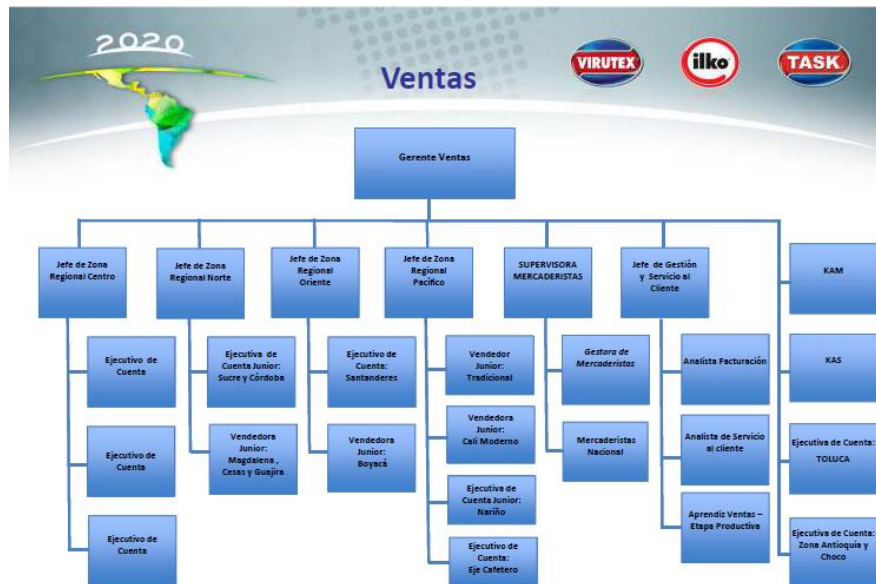 2020
Ventas
VIRUTEX
ilko
TASK
Gerente Ventas
Jefe de Zona
Regional Centro
Jefe de Zona
Regional Norte
Jefe de Zona
Regional
Oriente
Jefe de Zona
Regional
Pacífico
SUPERVISORA
MERCADERISTAS
Jefe de Gestión
y Servicio al
Cliente
KAM
Ejecutivo de
Cuenta
Ejecutiva de
Cuenta Junior:
Sucre y Córdoba
Ejecutivo de
Cuenta:
Santanderes
Vendedor
Junior:
Tradicional
Gestora de
Mercaderistas
Analista Facturación
KAS
Ejecutivo de
Cuenta
Vendedora
Junior:
Magdalena ,
Cesas y Guajira
Vendedora
Junior:
Boyacá
Vendedora
Junior:
Cali Moderno
Mercaderistas
Nacional
Analista de Servicio
al cliente
Ejecutiva de Cuenta:
TOLUCA
Ejecutivo de
Cuenta
Ejecutiva de
Cuenta Junior:
Nariño
Aprendiz Ventas –
Etapa Productiva
Ejecutiva de Cuenta:
Zona Antioquia y
Choco
Ejecutivo de
Cuenta:
Eje Cafetero